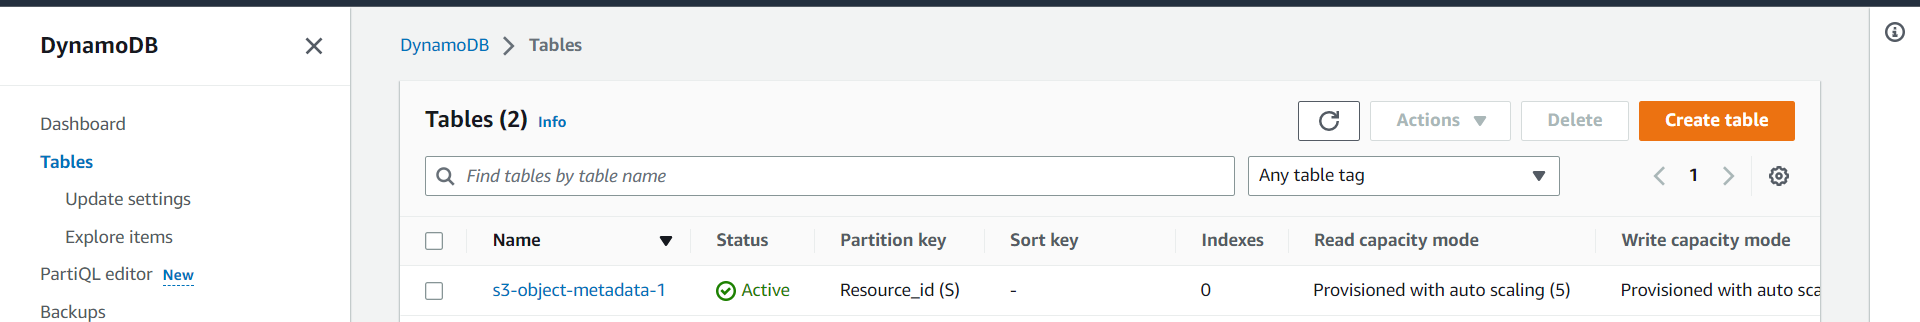 DynamoDB
Dashboard
Tables
Update settings
Explore items
PartiQL editor New
Backups
DynamoDB Tables
Tables (2) Info
Actions Delete Create table
Find tables by table name Any table tag 1
Name Status Partition key Sort key Indexes Read capacity mode Write capacity mode
s3-object-metadata-1 Active Resource_id (S) - 0 Provisioned with auto scaling (5) Provisioned with auto sca